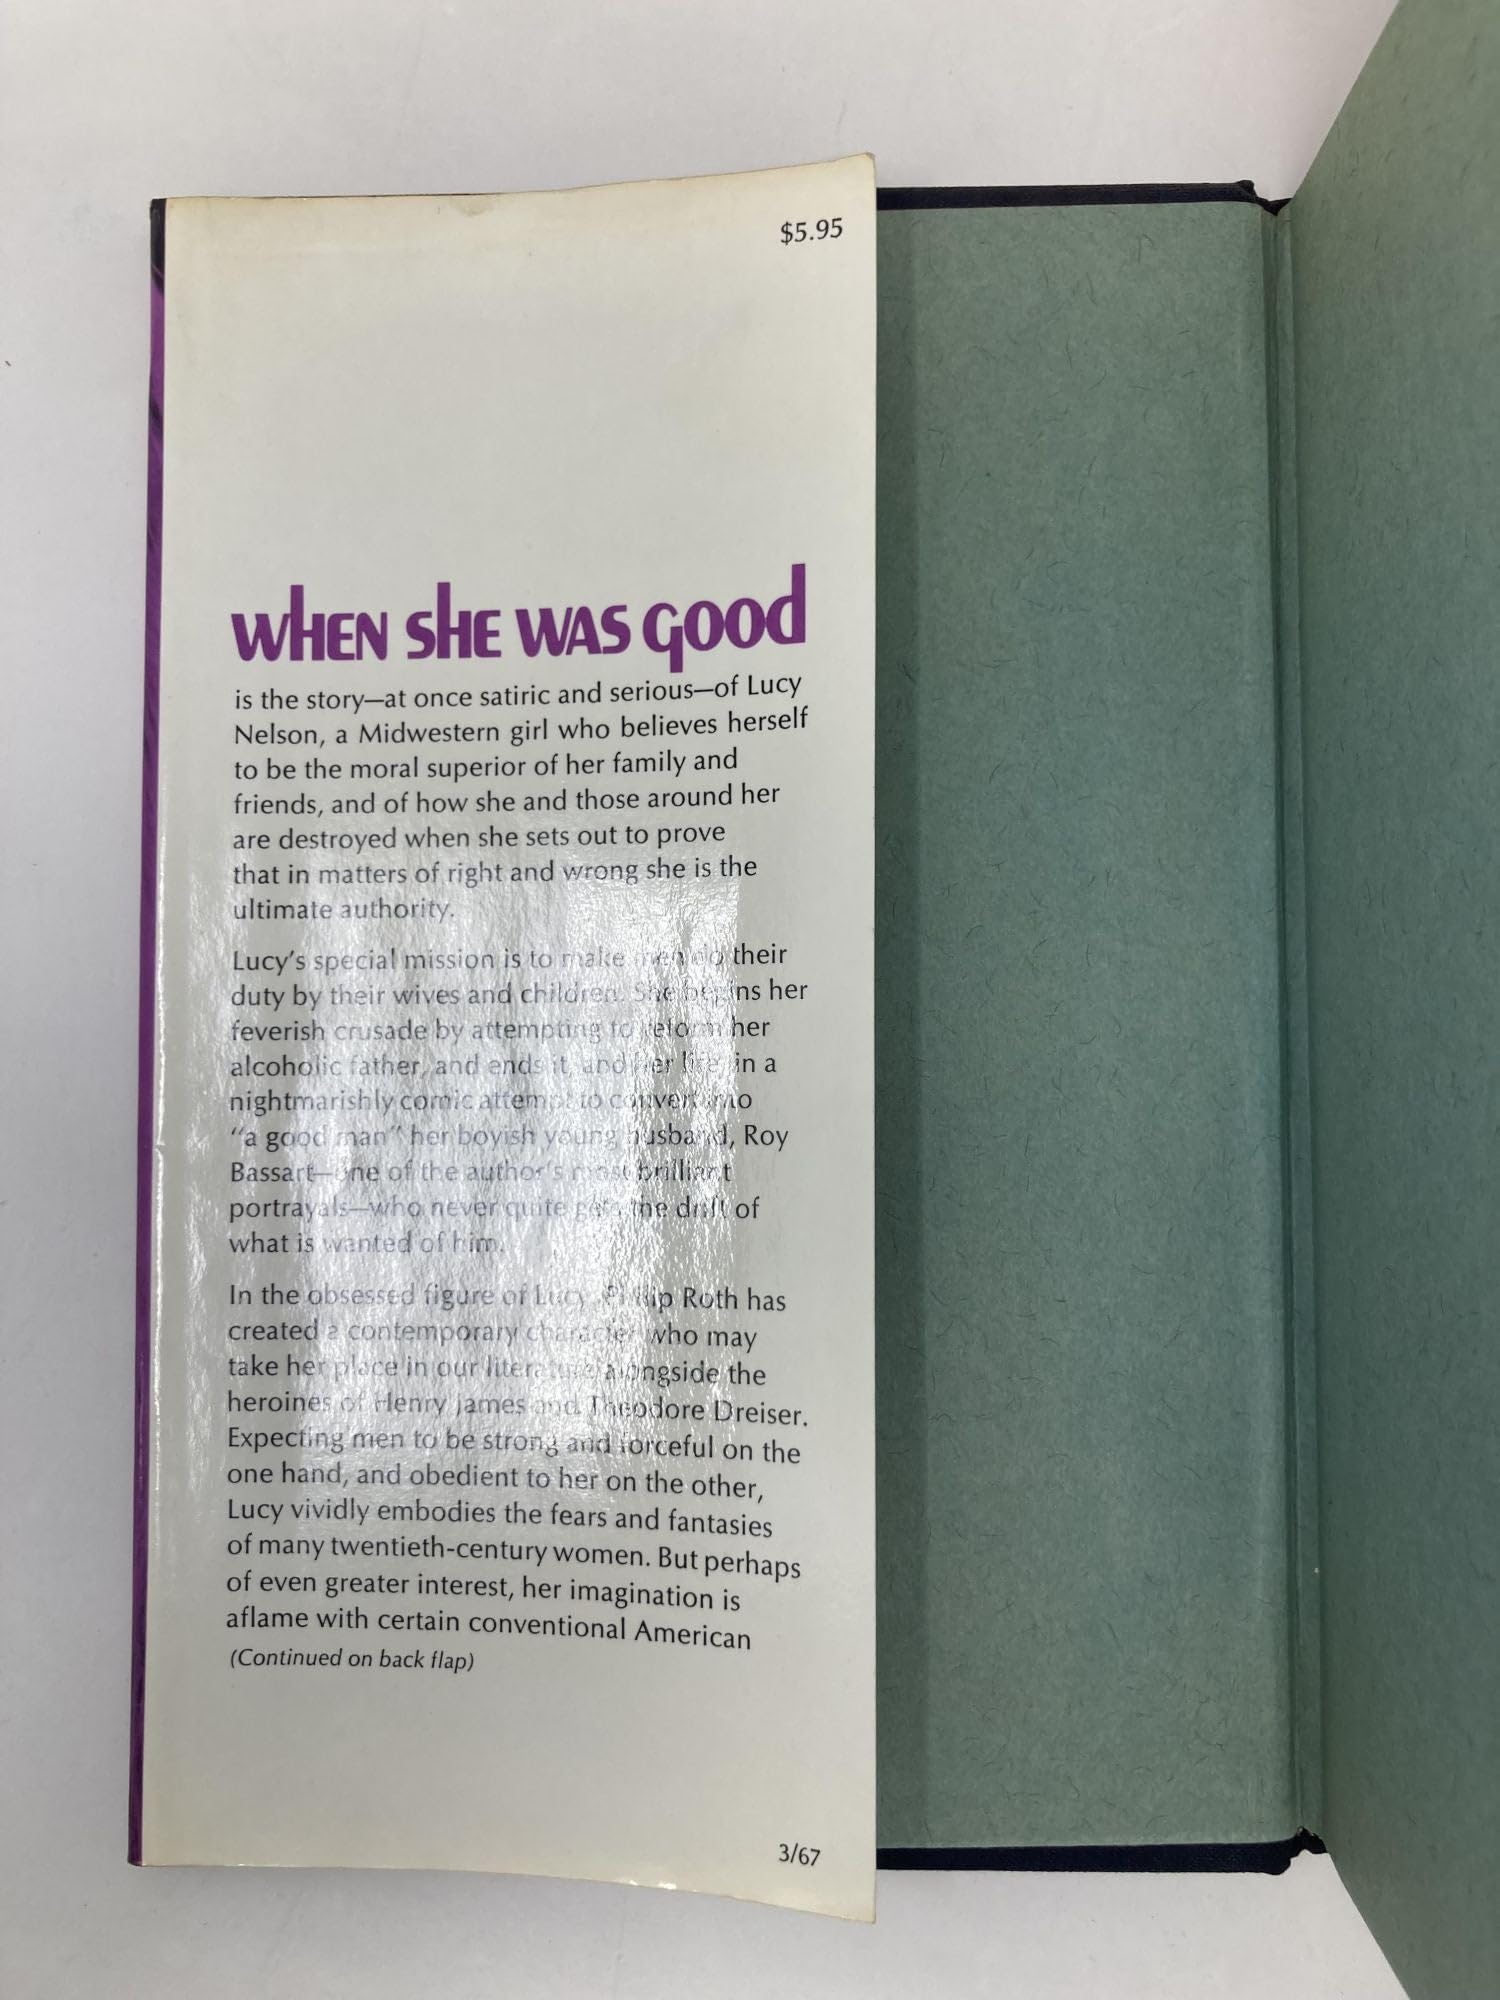 $5.95
WHEN SHE WAS GOOD
is the story—at once satiric and serious—of Lucy
Nelson, a Midwestern girl who believes herself
to be the moral superior of her family and
friends, and of how she and those around her
are destroyed when she sets out to prove
that in matters of right and wrong she is the
ultimate authority.
Lucy's special mission is to make men do their
duty by their wives and children. She begins her
feverish crusade by attempting to reform her
alcoholic father, and ends it, and her life, in a
nightmarishly comic attempt to convert into
"a good man" her boyish young husband, Roy
Bassart—one of the author's most brilliant
portrayals—who never quite gets the drift of
what is wanted of him.
In the obsessed figure of Lucy, Philip Roth has
created a contemporary character who may
take her place in our literature alongside the
heroines of Henry James and Theodore Dreiser.
Expecting men to be strong and forceful on the
one hand, and obedient to her on the other,
Lucy vividly embodies the fears and fantasies
of many twentieth-century women. But perhaps
of even greater interest, her imagination is
aflame with certain conventional American
(Continued on back flap)
3/67